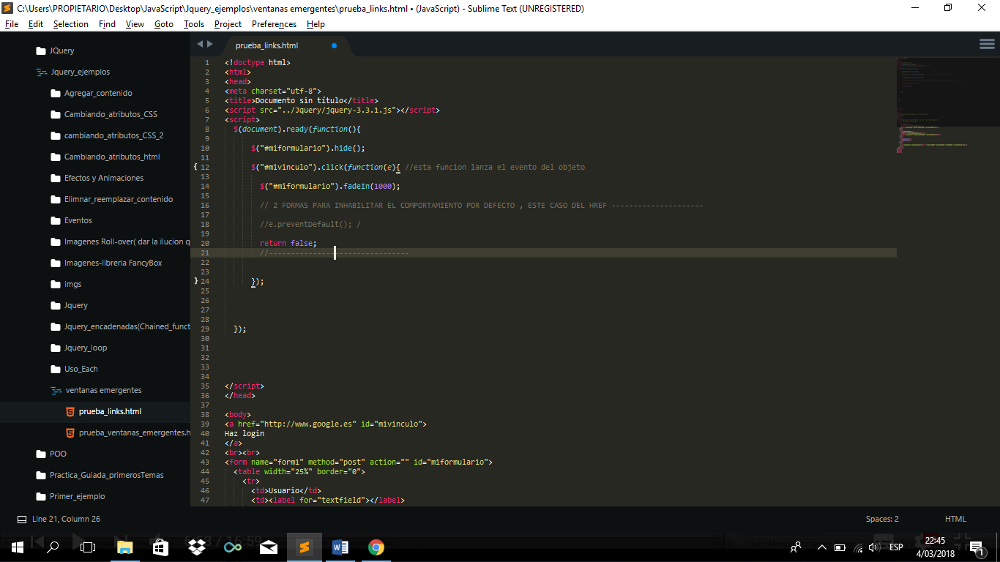 C:\Users\PROPIETARIO\Desktop\JavaScript\Jquery_ejemplos\ventanas emergentes\prueba_links.html • (JavaScript) - Sublime Text (UNREGISTERED)
File Edit Selection Find View Goto Tools Project Preferences Help
JQuery
Jquery_ejemplos
Agregar_contenido
Cambiando_atributos_CSS
cambiando_atributos_CSS_2
Cambiando_atributos_html
Efectos y Animaciones
Elimnar_reemplazar_contenido
Eventos
Imagenes Roll-over( dar la ilucion q
Imagenes-libreria FancyBox
imgs
Jquery
Jquery_encadenadas(Chained_funct
Jquery_loop
Uso_Each
ventanas emergentes
prueba_links.html
prueba_ventanas_emergentes.h
POO
Practica_Guiada_primerosTemas
Primer_ejemplo
prueba_links.html
1 <!doctype html>
2 <html>
3 <head>
4 <meta charset="utf-8">
5 <title>Documento sin título</title>
6 <script src="../Jquery/jquery-3.3.1.js"></script>
7 <script>
8 $(document).ready(function(){
9
10 $("#miformulario").hide();
11
{ 12 $("#mivinculo").click(function(e){ //esta funcion lanza el evento del objeto
13
14 $("#miformulario").fadeIn(1000);
15
16 // 2 FORMAS PARA INHABILITAR EL COMPORTAMIENTO POR DEFECTO , ESTE CASO DEL HREF ---------------------
17
18 //e.preventDefault(); /
19
20 return false;
21 //--------------------------------
22
23
} 24 });
25
26
27
28
29 });
30
31
32
33
34
35 </script>
36 </head>
37
38 <body>
39 <a href="http://www.google.es" id="mivinculo">
40 Haz login
41 </a>
42 <br><br>
43 <form name="form1" method="post" action="" id="miformulario">
44 <table width="25%" border="0">
45 <tr>
46 <td>Usuario</td>
47 <td><label for="textfield"></label>
Line 21, Column 26
Spaces: 2
HTML
6:53 / 16:59
ESP
22:45
4/03/2018
1